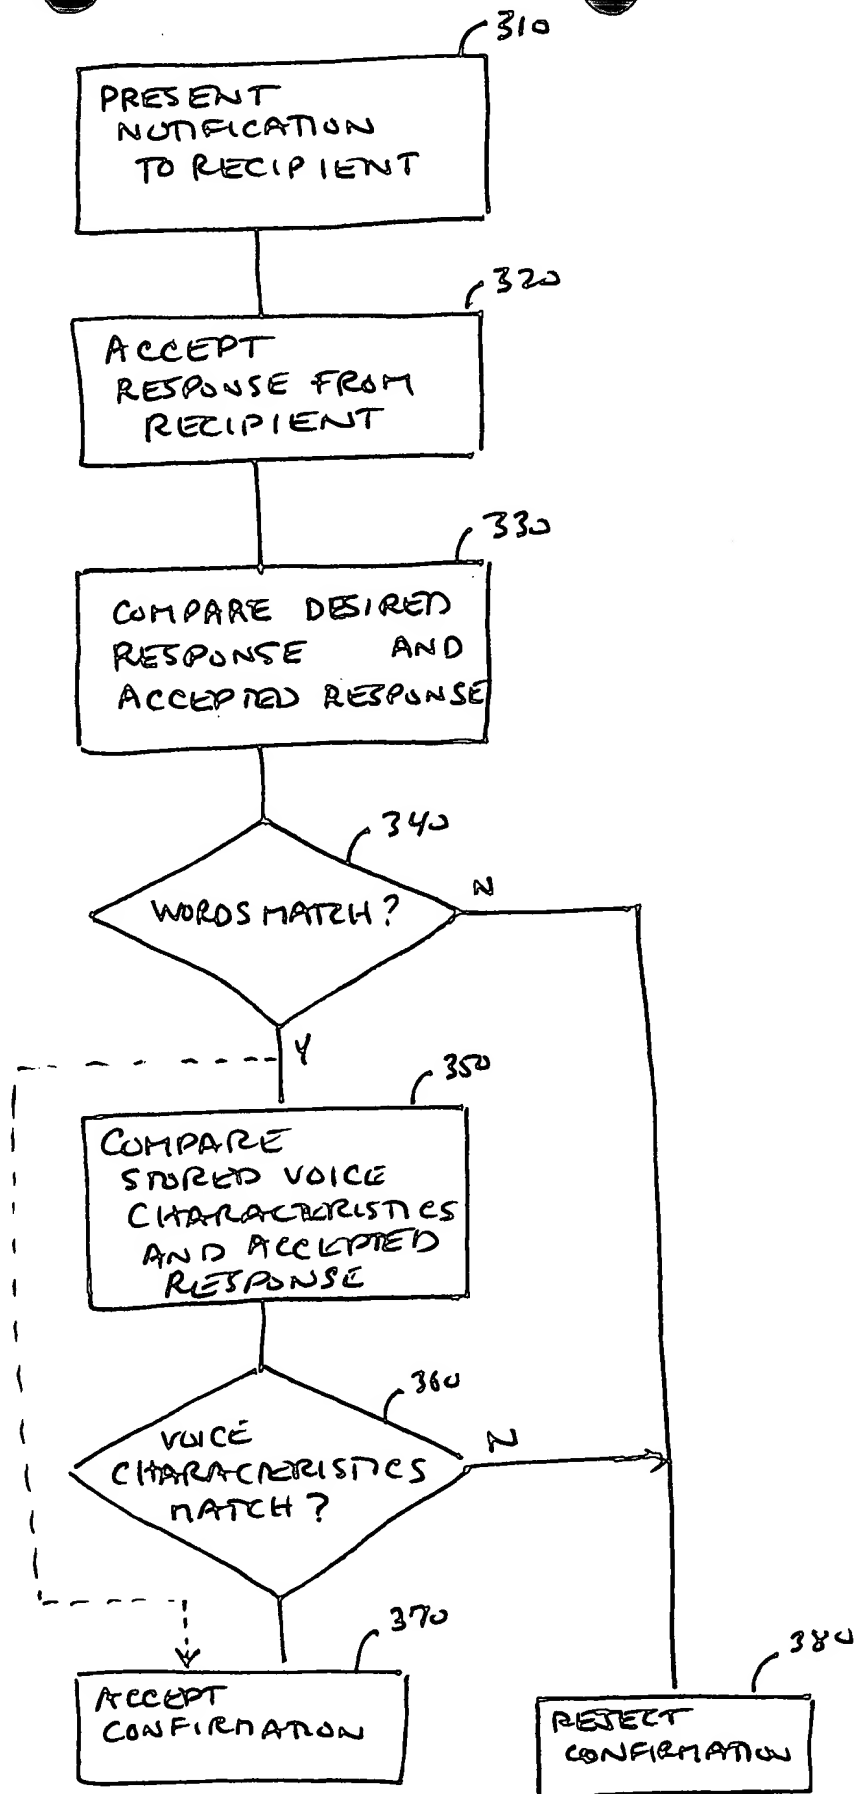 310
PRESENT
NOTIFICATION
TO RECIPIENT
320
ACCEPT
RESPONSE FROM
RECIPIENT
330
COMPARE DESIRED
RESPONSE AND
ACCEPTED RESPONSE
340
WORDS MATCH?
N
Y
350
COMPARE
STORED VOICE
CHARACTERISTICS
AND ACCEPTED
RESPONSE
360
VOICE
CHARACTERISTICS
MATCH?
N
370
ACCEPT
CONFIRMATION
380
REJECT
CONFIRMATION